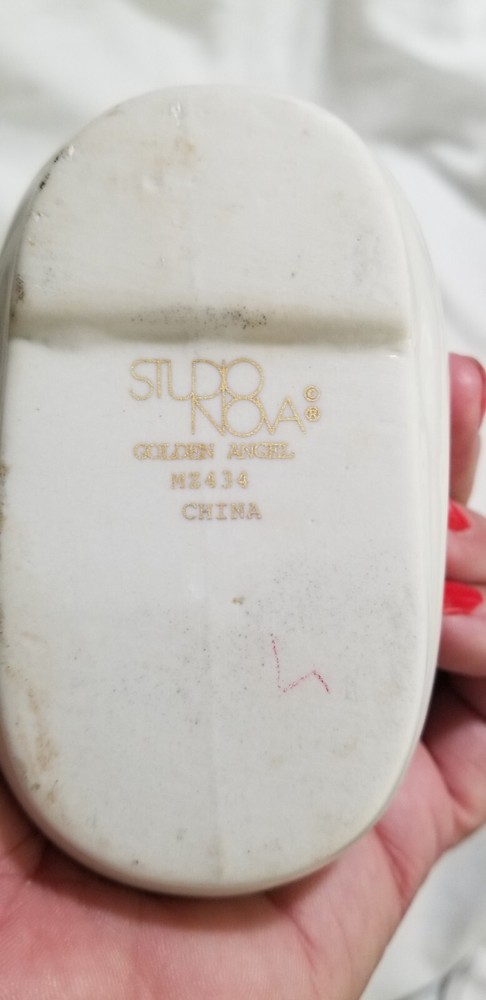 STUDIO ©
NOVA ®
GOLDEN ANGEL
MZ434
CHINA